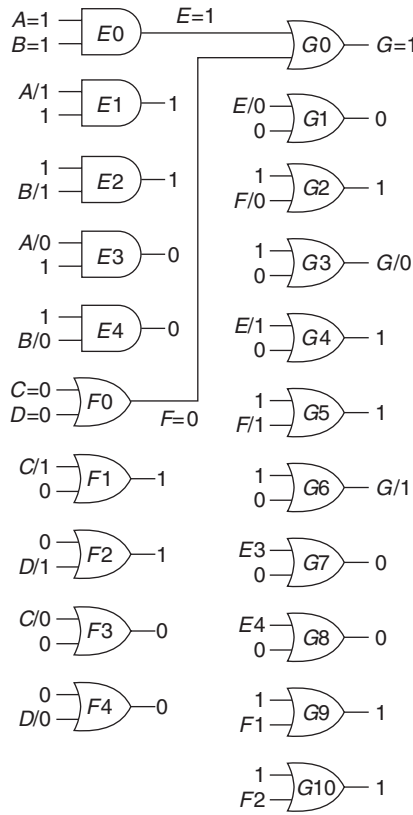 A=1
B=1
E0
E=1
G0
G=1
A/1
1
E1
1
E/0
0
G1
0
1
B/1
E2
1
1
F/0
G2
1
A/0
1
E3
0
1
0
G3
G/0
1
B/0
E4
0
E/1
0
G4
1
C=0
D=0
F0
F=0
1
F/1
G5
1
C/1
0
F1
1
1
0
G6
G/1
0
D/1
F2
1
E3
0
G7
0
C/0
0
F3
0
E4
0
G8
0
0
D/0
F4
0
1
F1
G9
1
1
F2
G10
1